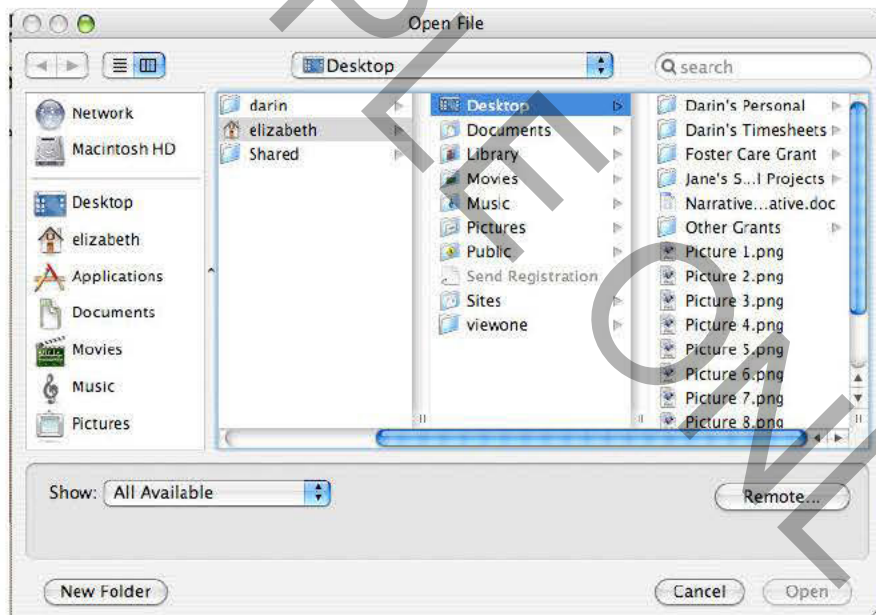 Open File
Desktop
search
Network
Macintosh HD
Desktop
elizabeth
Applications
Documents
Movies
Music
Pictures
darin
elizabeth
Shared
Desktop
Documents
Library
Movies
Music
Pictures
Public
Send Registration
Sites
viewone
Darin's Personal
Darin's Timesheets
Foster Care Grant
Jane's S...l Projects
Narrative...ative.doc
Other Grants
Picture 1.png
Picture 2.png
Picture 3.png
Picture 4.png
Picture 5.png
Picture 6.png
Picture 7.png
Picture 8.png
Show: All Available
Remote...
New Folder
Cancel
Open